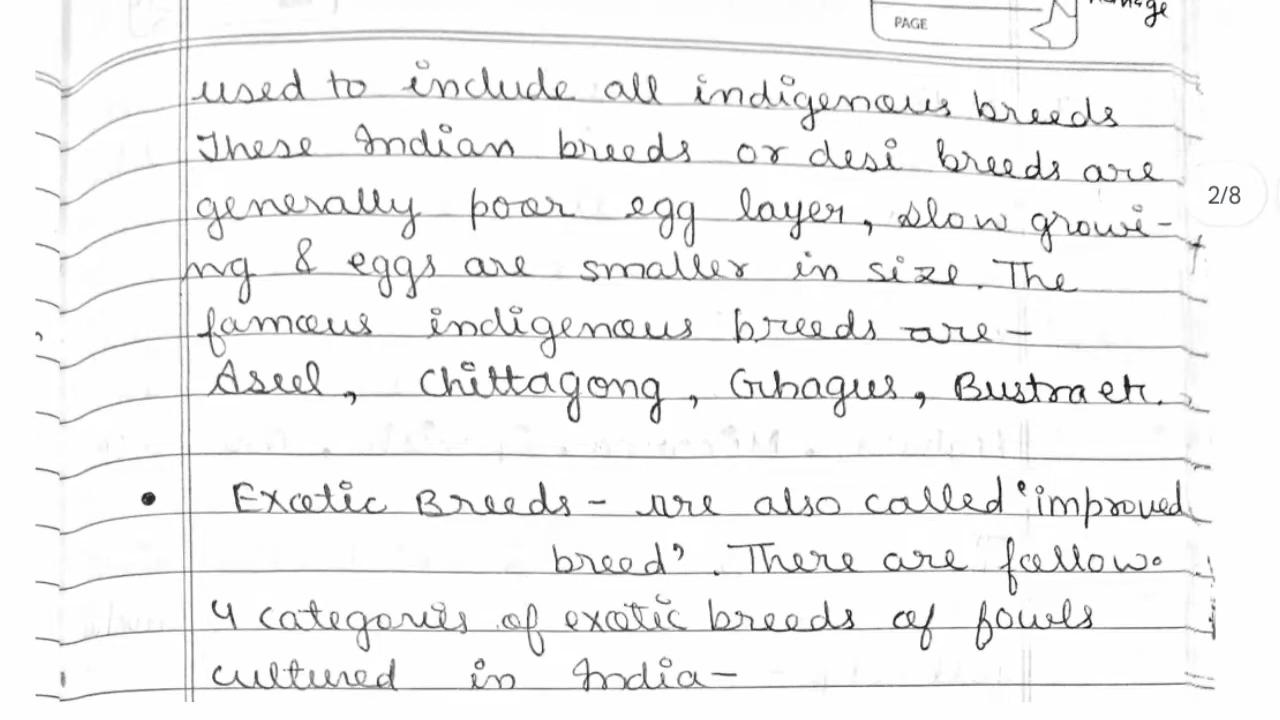 manage
PAGE
used to include all indigenous breeds
These Indian breeds or desi breeds are
generally poor egg layer, slow growi-
ng & eggs are smaller in size. The
2/8
famous indigenous breeds are-
Aseel, Chittagong, Ghagus, Bustra etc.
• Exotic Breeds - are also called 'improved
breed'. There are follow.
4 categories of exotic breeds of fowls
cultured in India-